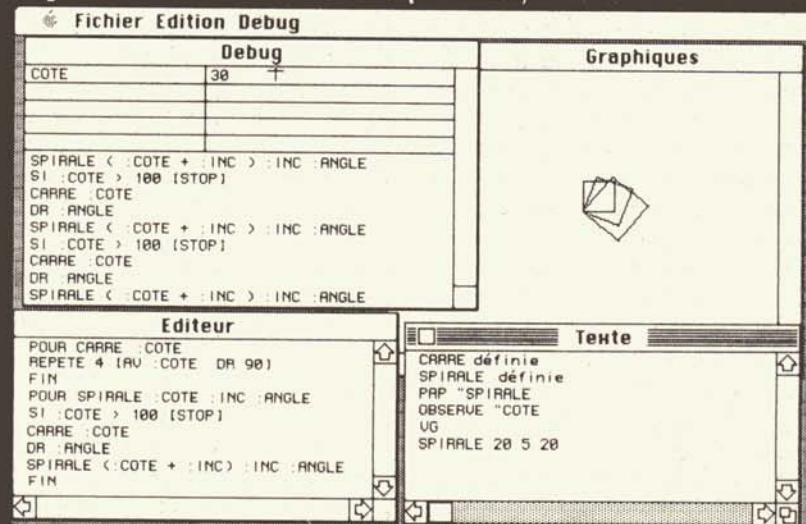 Fichier Edition Debug
Debug
COTE 30
SPIRALE ( :COTE + :INC ) :INC :ANGLE
SI :COTE > 100 [STOP]
CARRE :COTE
DR :ANGLE
SPIRALE ( :COTE + :INC ) :INC :ANGLE
SI :COTE > 100 [STOP]
CARRE :COTE
DR :ANGLE
SPIRALE ( :COTE + :INC ) :INC :ANGLE
Graphiques
Editeur
POUR CARRE :COTE
REPETE 4 [AV :COTE DR 90]
FIN
POUR SPIRALE :COTE :INC :ANGLE
SI :COTE > 100 [STOP]
CARRE :COTE
DR :ANGLE
SPIRALE (:COTE + :INC) :INC :ANGLE
FIN
Texte
CARRE définie
SPIRALE définie
PAP "SPIRALE
OBSERVE "COTE
VG
SPIRALE 20 5 20